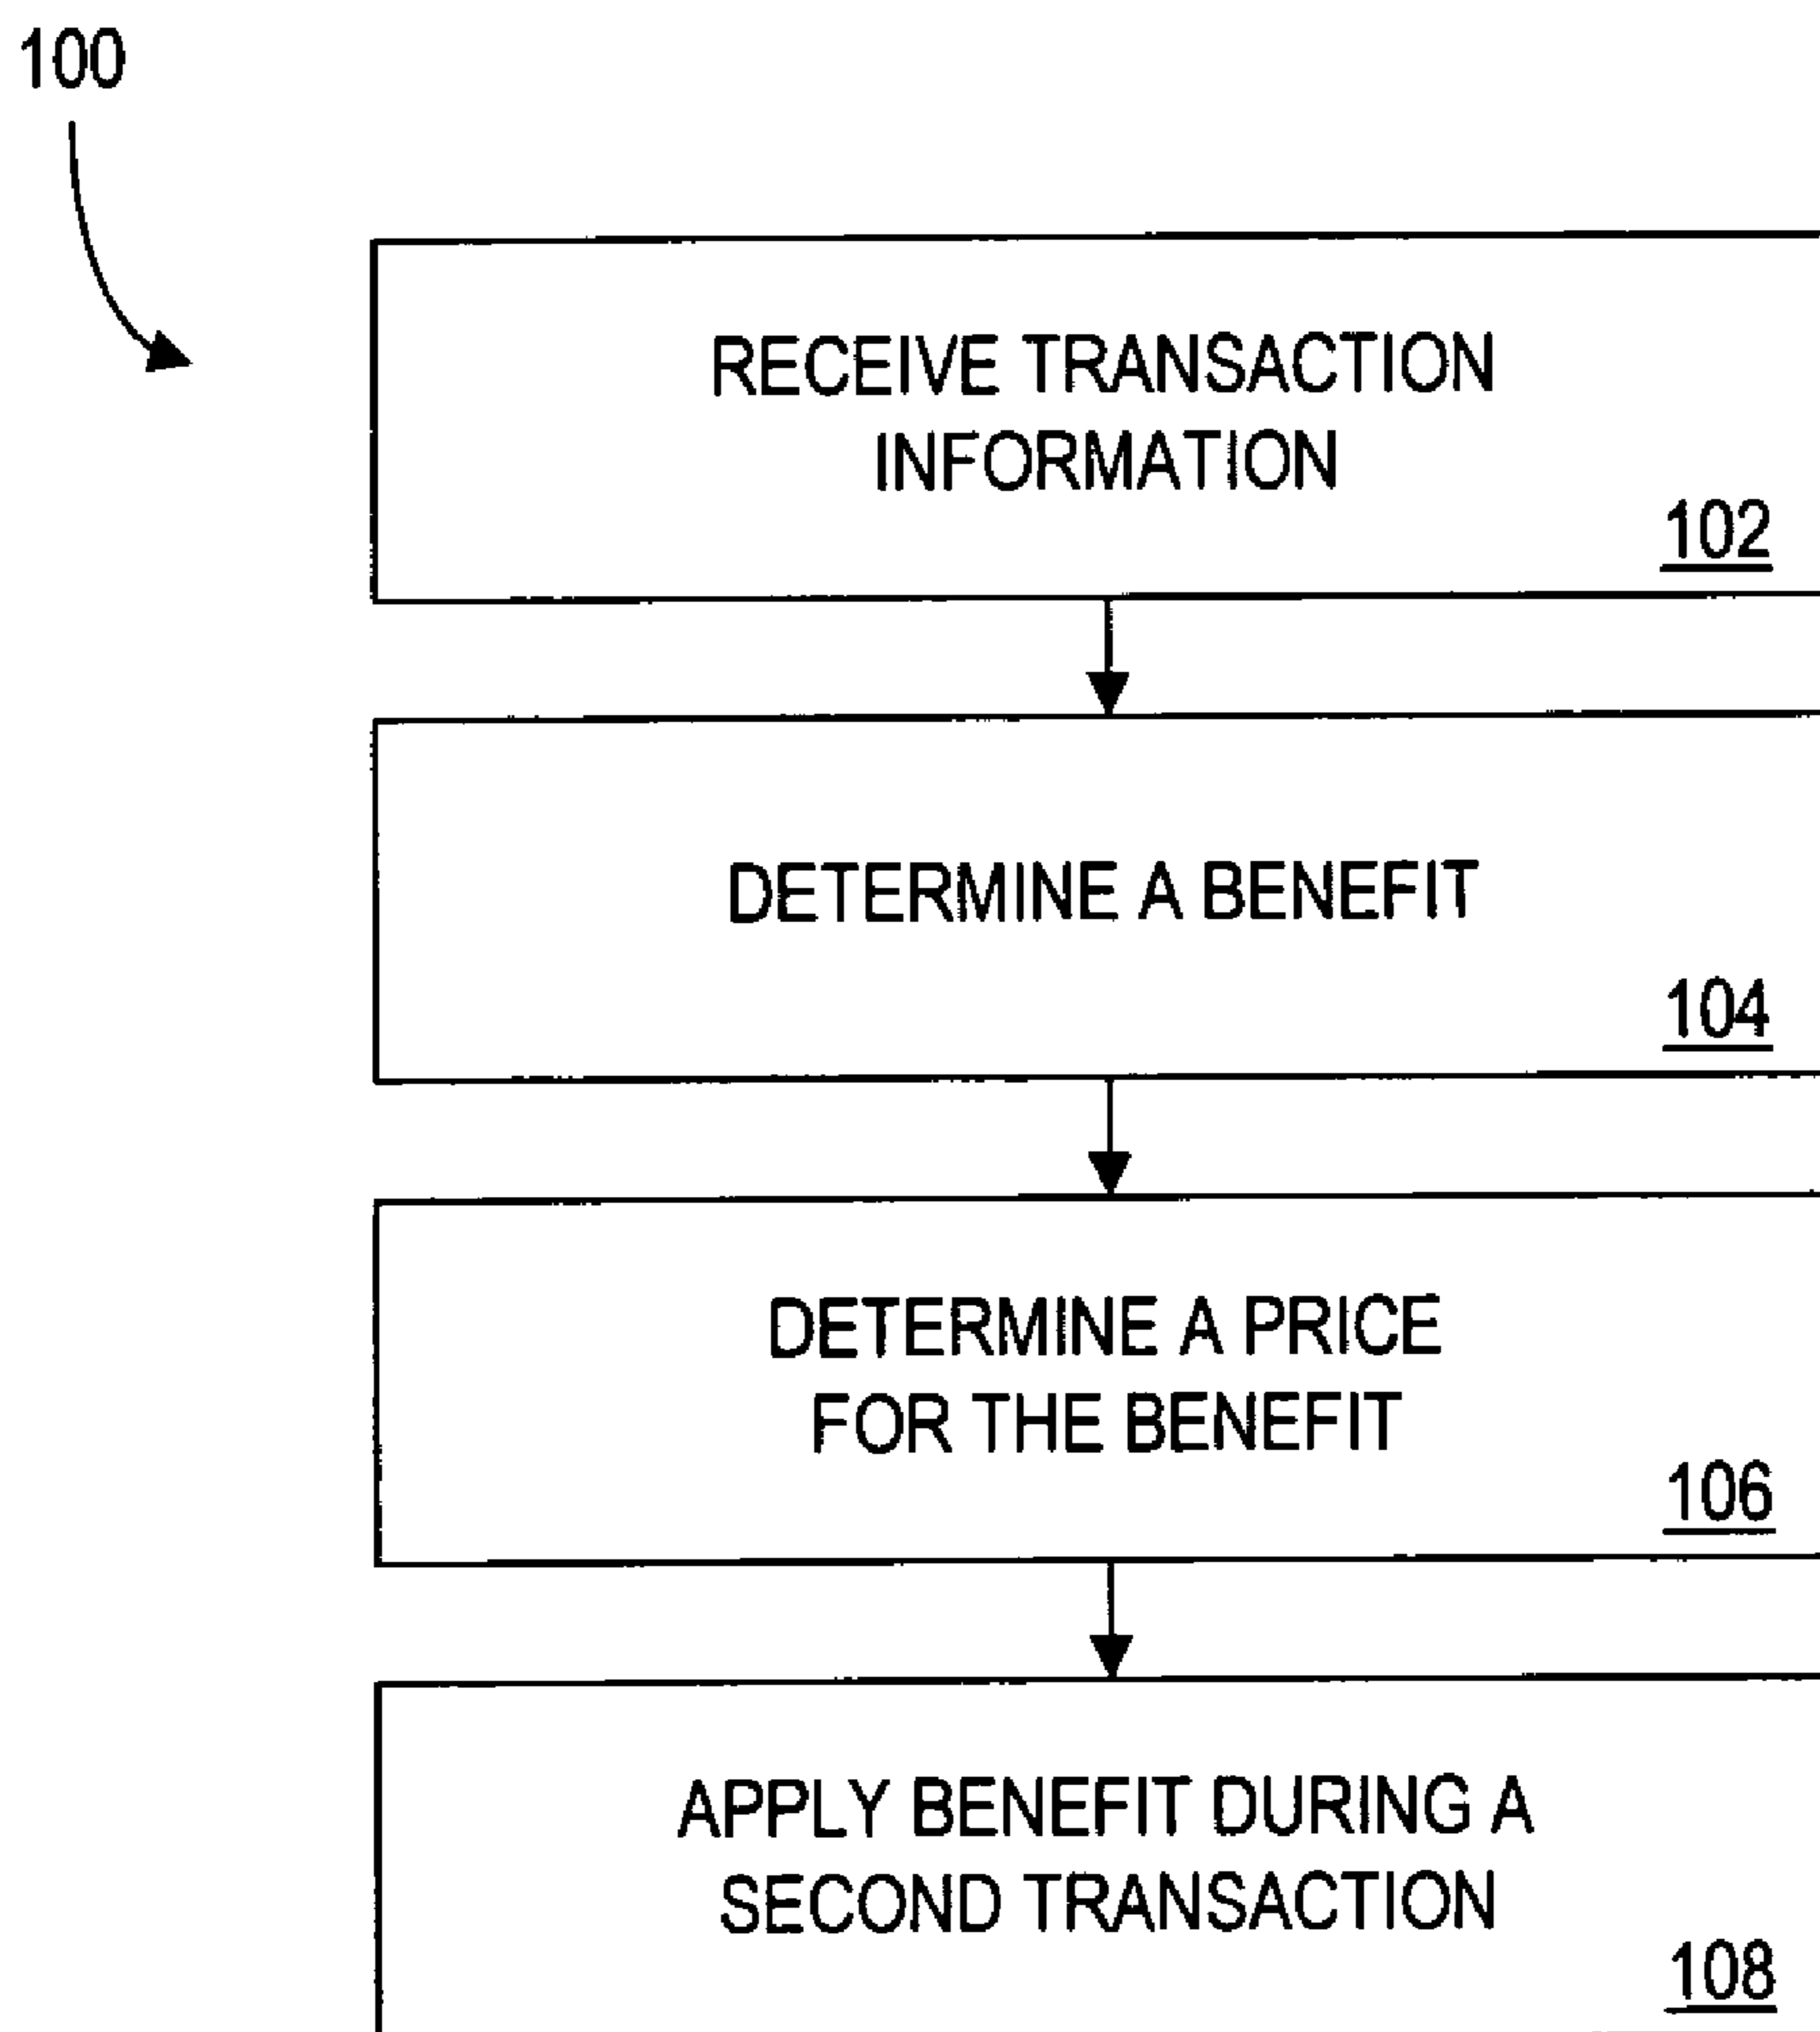 100
RECEIVE TRANSACTION
INFORMATION
102
DETERMINE A BENEFIT
104
DETERMINE A PRICE
FOR THE BENEFIT
106
APPLY BENEFIT DURING A
SECOND TRANSACTION
108